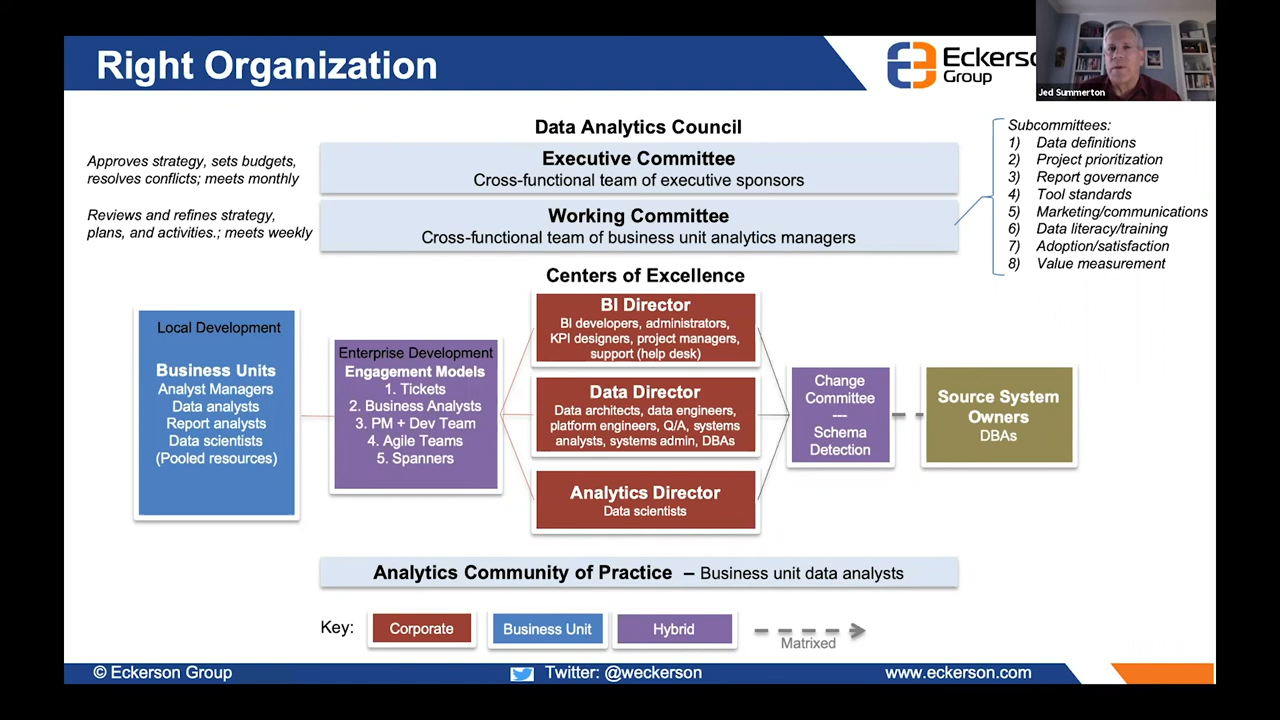 Right Organization
Eckerson
Group
Jed Summerton
Data Analytics Council
Approves strategy, sets budgets,
resolves conflicts; meets monthly
Executive Committee
Cross-functional team of executive sponsors
Reviews and refines strategy,
plans, and activities.; meets weekly
Working Committee
Cross-functional team of business unit analytics managers
Subcommittees:
1) Data definitions
2) Project prioritization
3) Report governance
4) Tool standards
5) Marketing/communications
6) Data literacy/training
7) Adoption/satisfaction
8) Value measurement
Centers of Excellence
Local Development
Business Units
Analyst Managers
Data analysts
Report analysts
Data scientists
(Pooled resources)
Enterprise Development
Engagement Models
1. Tickets
2. Business Analysts
3. PM + Dev Team
4. Agile Teams
5. Spanners
BI Director
BI developers, administrators,
KPI designers, project managers,
support (help desk)
Data Director
Data architects, data engineers,
platform engineers, Q/A, systems
analysts, systems admin, DBAs
Analytics Director
Data scientists
Change
Committee
---
Schema
Detection
Source System
Owners
DBAs
Analytics Community of Practice – Business unit data analysts
Key:
Corporate
Business Unit
Hybrid
Matrixed
© Eckerson Group
Twitter: @weckerson
www.eckerson.com